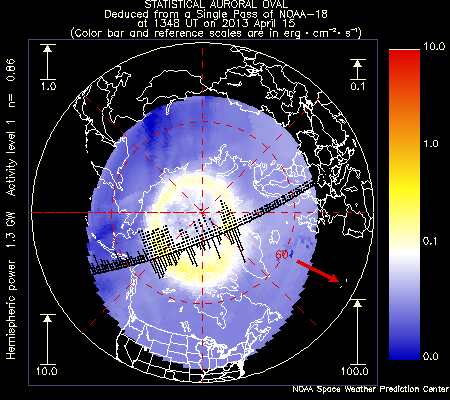 STATISTICAL AURORAL OVAL
Deduced from a Single Pass of NOAA-18
at 1348 UT on 2013 April 15
(Color bar and reference scales are in erg · cm⁻² · s⁻¹)
Hemispheric power 1.3 GW Activity level 1 n= 0.86
1.0
0.1
10.0
100.0
60
10.0
1.0
0.1
0.0
NOAA Space Weather Prediction Center